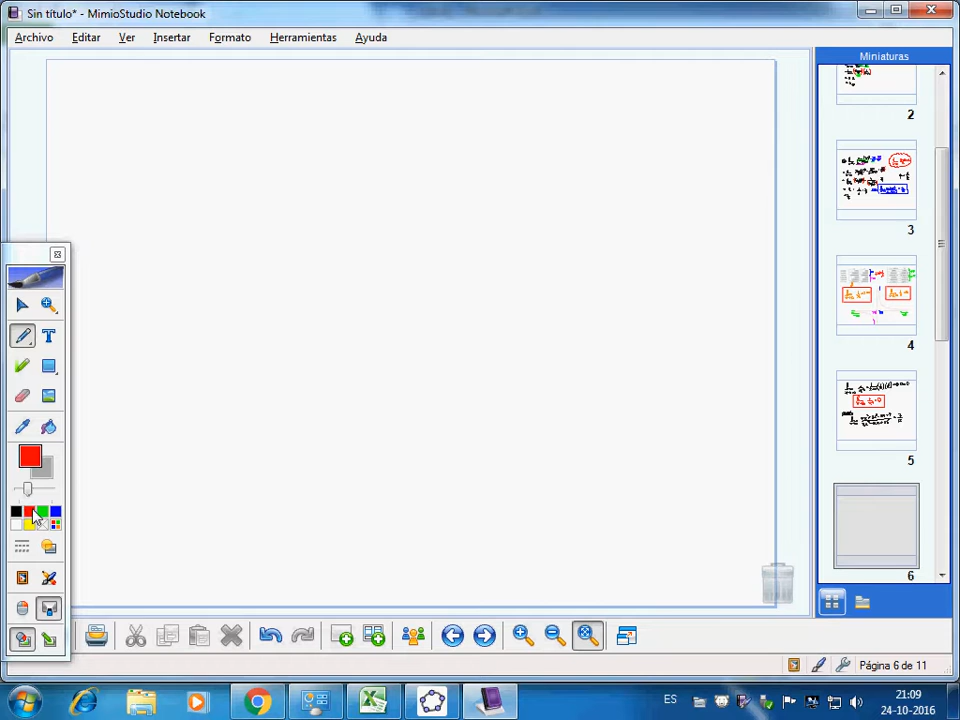 Sin título* - MimioStudio Notebook
Archivo Editar Ver Insertar Formato Herramientas Ayuda
Miniaturas
2
3
4
5
6
T
Página 6 de 11
ES
21:09
24-10-2016